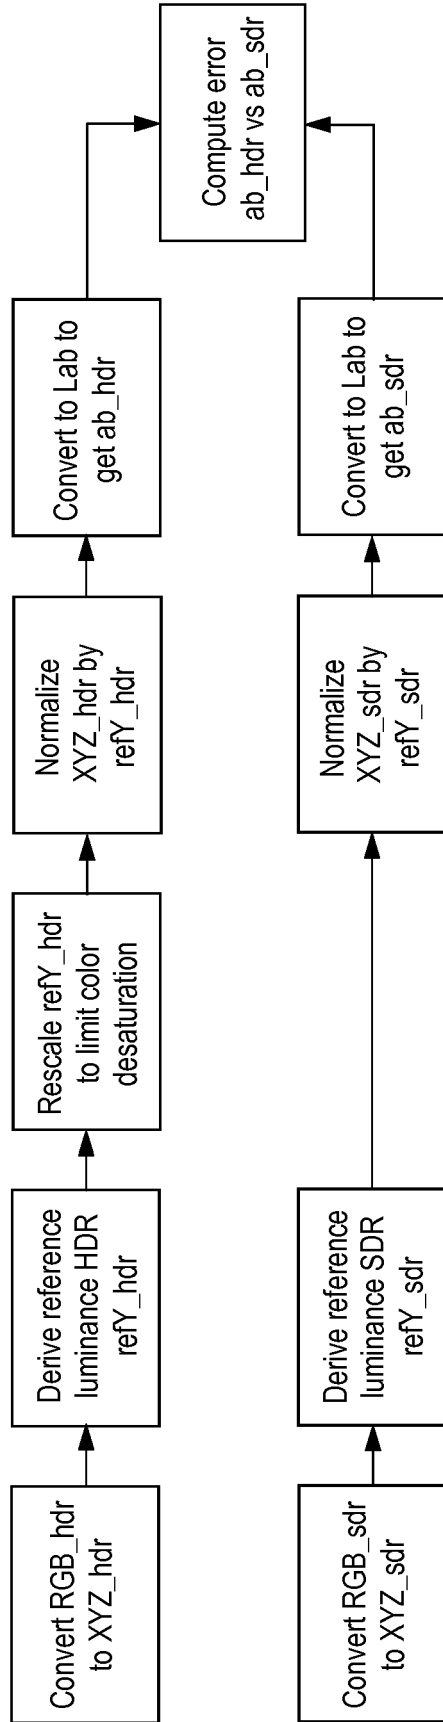 Convert RGB_hdr
to XYZ_hdr
Derive reference
luminance HDR
refY_hdr
Rescale refY_hdr
to limit color
desaturation
Normalize
XYZ_hdr by
refY_hdr
Convert to Lab to
get ab_hdr
Compute error
ab_hdr vs ab_sdr
Convert RGB_sdr
to XYZ_sdr
Derive reference
luminance SDR
refY_sdr
Normalize
XYZ_sdr by
refY_sdr
Convert to Lab to
get ab_sdr